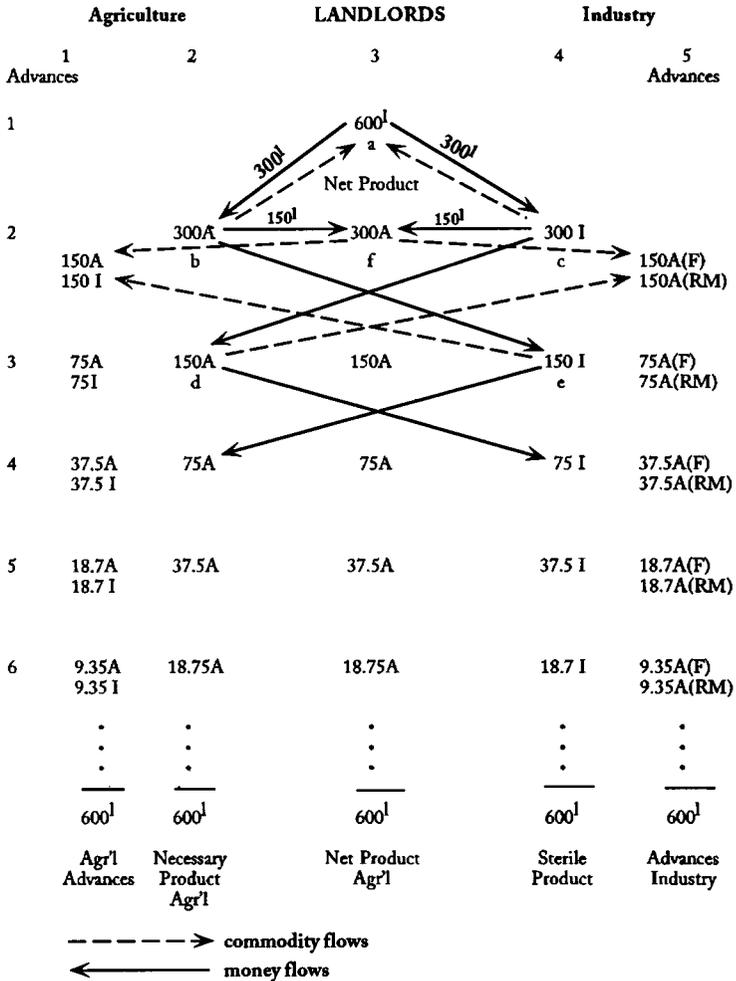 Agriculture LANDLORDS Industry
1 2 3 4 5
Advances Advances
1 600l
a
300l 300l
Net Product
150l 150l
2 300A 300A 300 I
b f c
150A 150A(F)
150 I 150A(RM)
3 75A 150A 150A 150 I 75A(F)
75I d e 75A(RM)
4 37.5A 75A 75A 75 I 37.5A(F)
37.5 I 37.5A(RM)
5 18.7A 37.5A 37.5A 37.5 I 18.7A(F)
18.7 I 18.7A(RM)
6 9.35A 18.75A 18.75A 18.7 I 9.35A(F)
9.35 I 9.35A(RM)
600l 600l 600l 600l 600l
Agr'l Necessary Net Product Sterile Advances
Advances Product Agr'l Product Industry
Agr'l
commodity flows
money flows